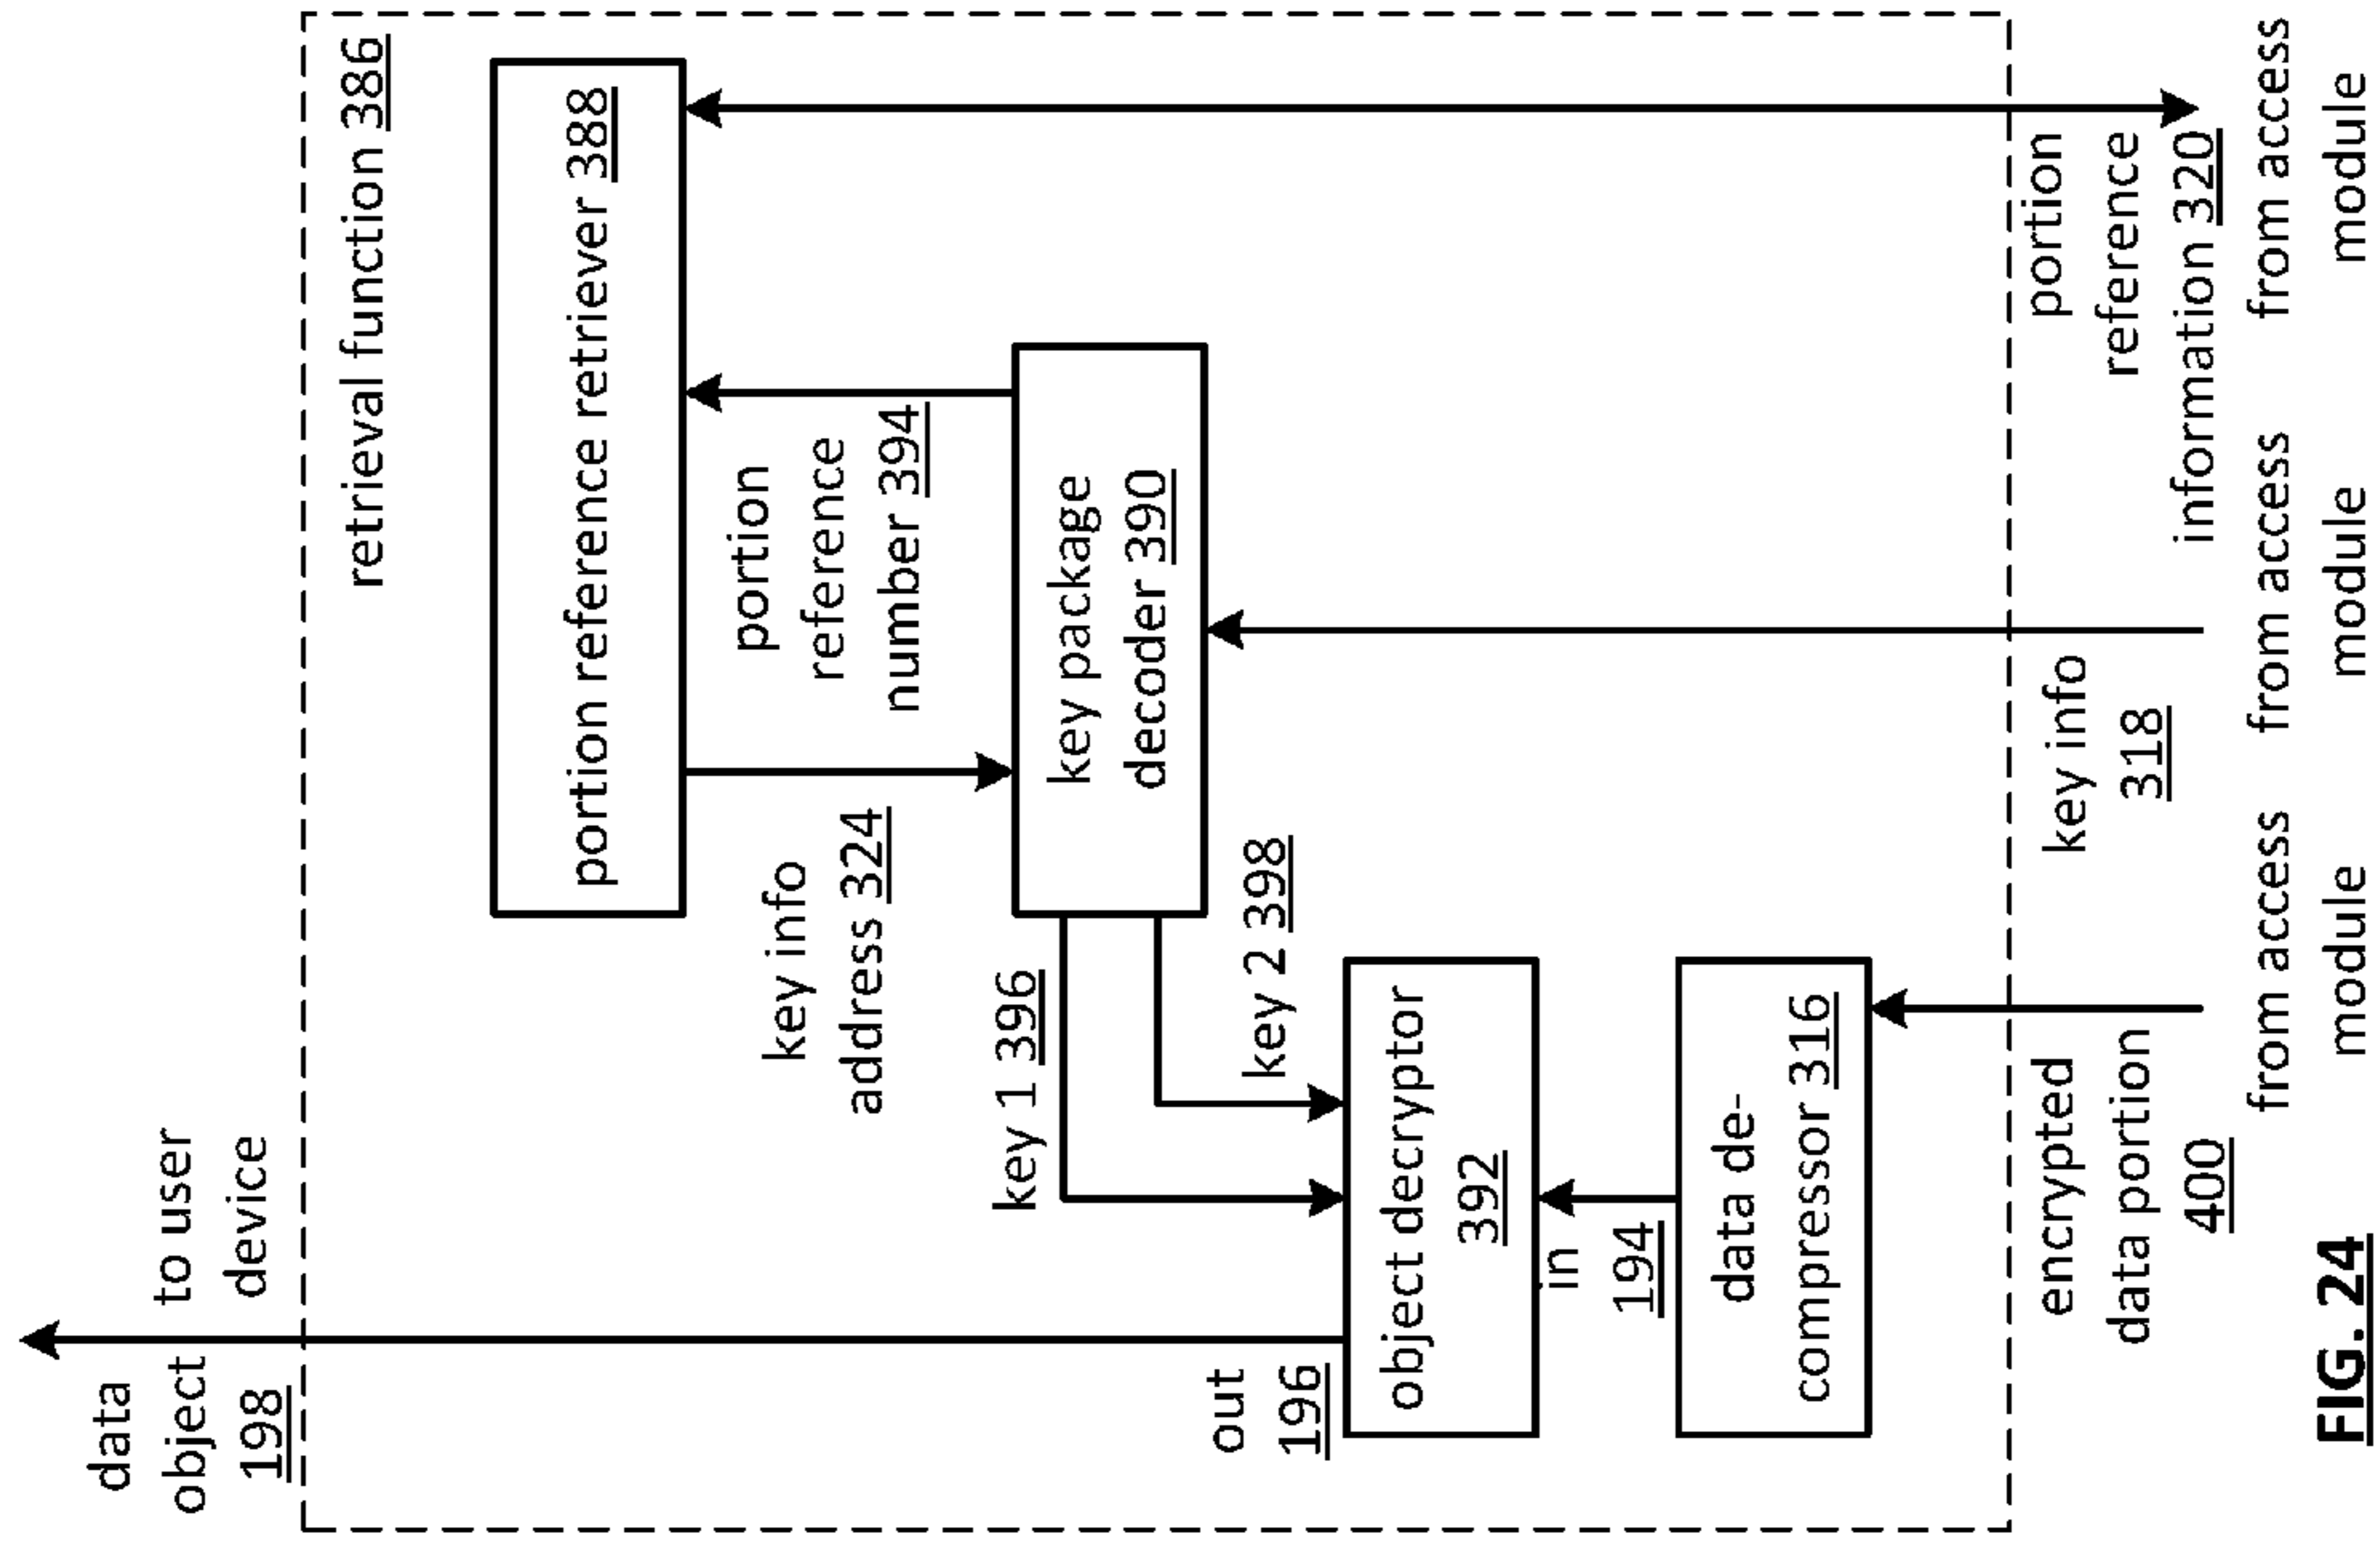 data
object
198
to user
device
retrieval function 386
portion reference retriever 388
key info
address 324
portion
reference
number 394
key 1 396
key package
decoder 390
key 2 398
out
196
object decryptor
392
in
194
data de-
compressor 316
encrypted
data portion
400
key info
318
portion
reference
information 320
from access
module
from access
module
from access
module
FIG. 24